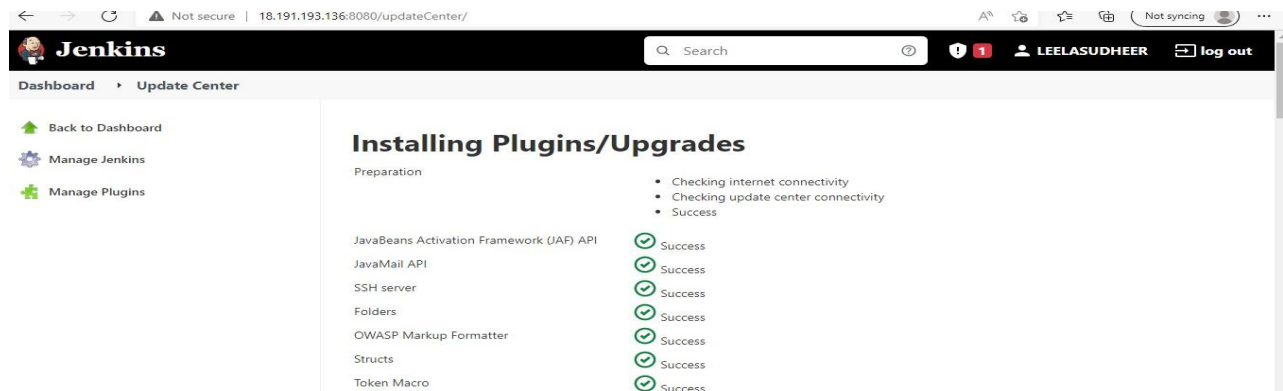 Not secure | 18.191.193.136:8080/updateCenter/
Not syncing
Jenkins
Search
1
LEELASUDHEER
log out
Dashboard
Update Center
Back to Dashboard
Manage Jenkins
Manage Plugins
Installing Plugins/Upgrades
Preparation
• Checking internet connectivity
• Checking update center connectivity
• Success
JavaBeans Activation Framework (JAF) API Success
JavaMail API Success
SSH server Success
Folders Success
OWASP Markup Formatter Success
Structs Success
Token Macro Success